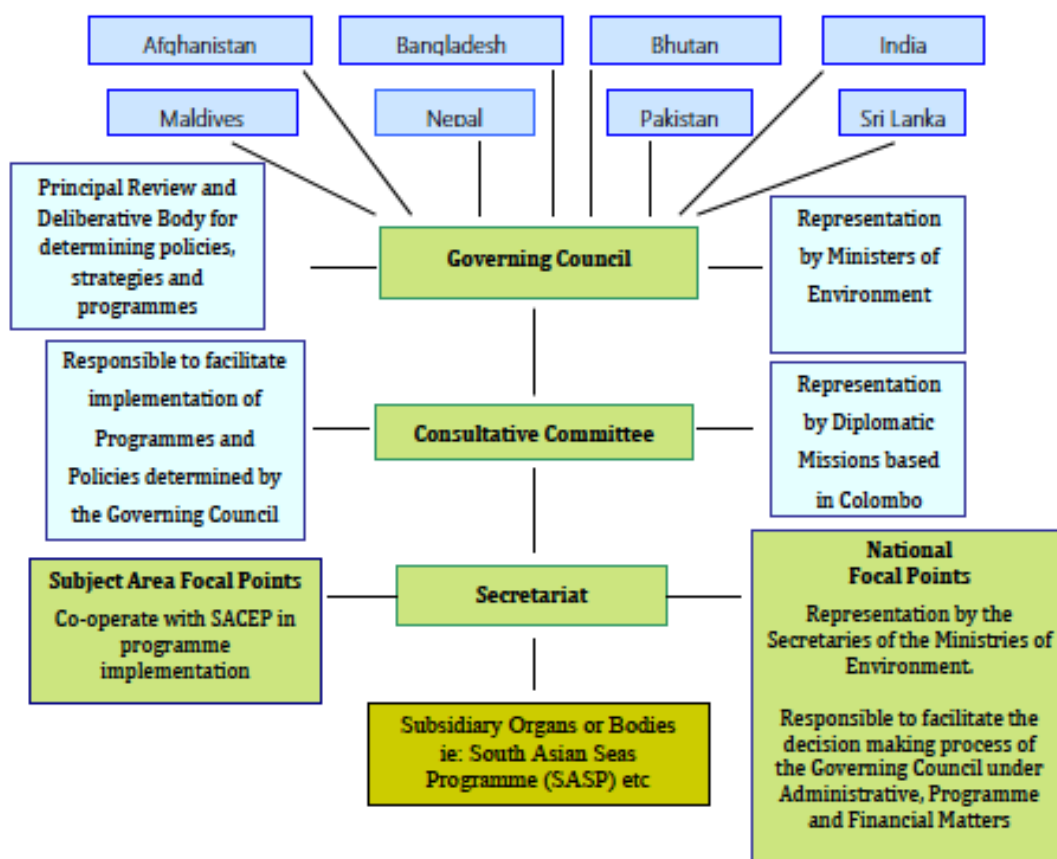 Afghanistan
Bangladesh
Bhutan
India
Maldives
Nepal
Pakistan
Sri Lanka
Principal Review and
Deliberative Body for
determining policies,
strategies and
programmes
Governing Council
Representation
by Ministers of
Environment
Responsible to facilitate
implementation of
Programmes and
Policies determined by
the Governing Council
Consultative Committee
Representation
by Diplomatic
Missions based
in Colombo
Subject Area Focal Points
Co-operate with SACEP in
programme
implementation
Secretariat
National
Focal Points
Representation by the
Secretaries of the Ministries of
Environment.
Responsible to facilitate the
decision making process of
the Governing Council under
Administrative, Programme
and Financial Matters
Subsidiary Organs or Bodies
ie: South Asian Seas
Programme (SASP) etc